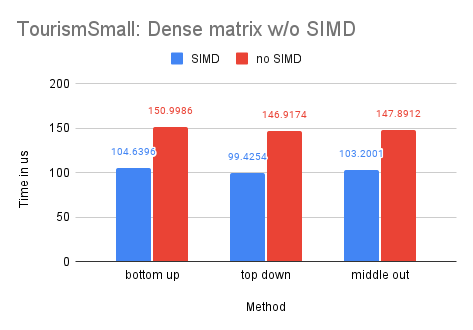 TourismSmall: Dense matrix w/o SIMD
SIMD no SIMD
200
150
100
50
0
Time in us
150.9986
146.9174
147.8912
104.6396
99.4254
103.2001
bottom up top down middle out
Method